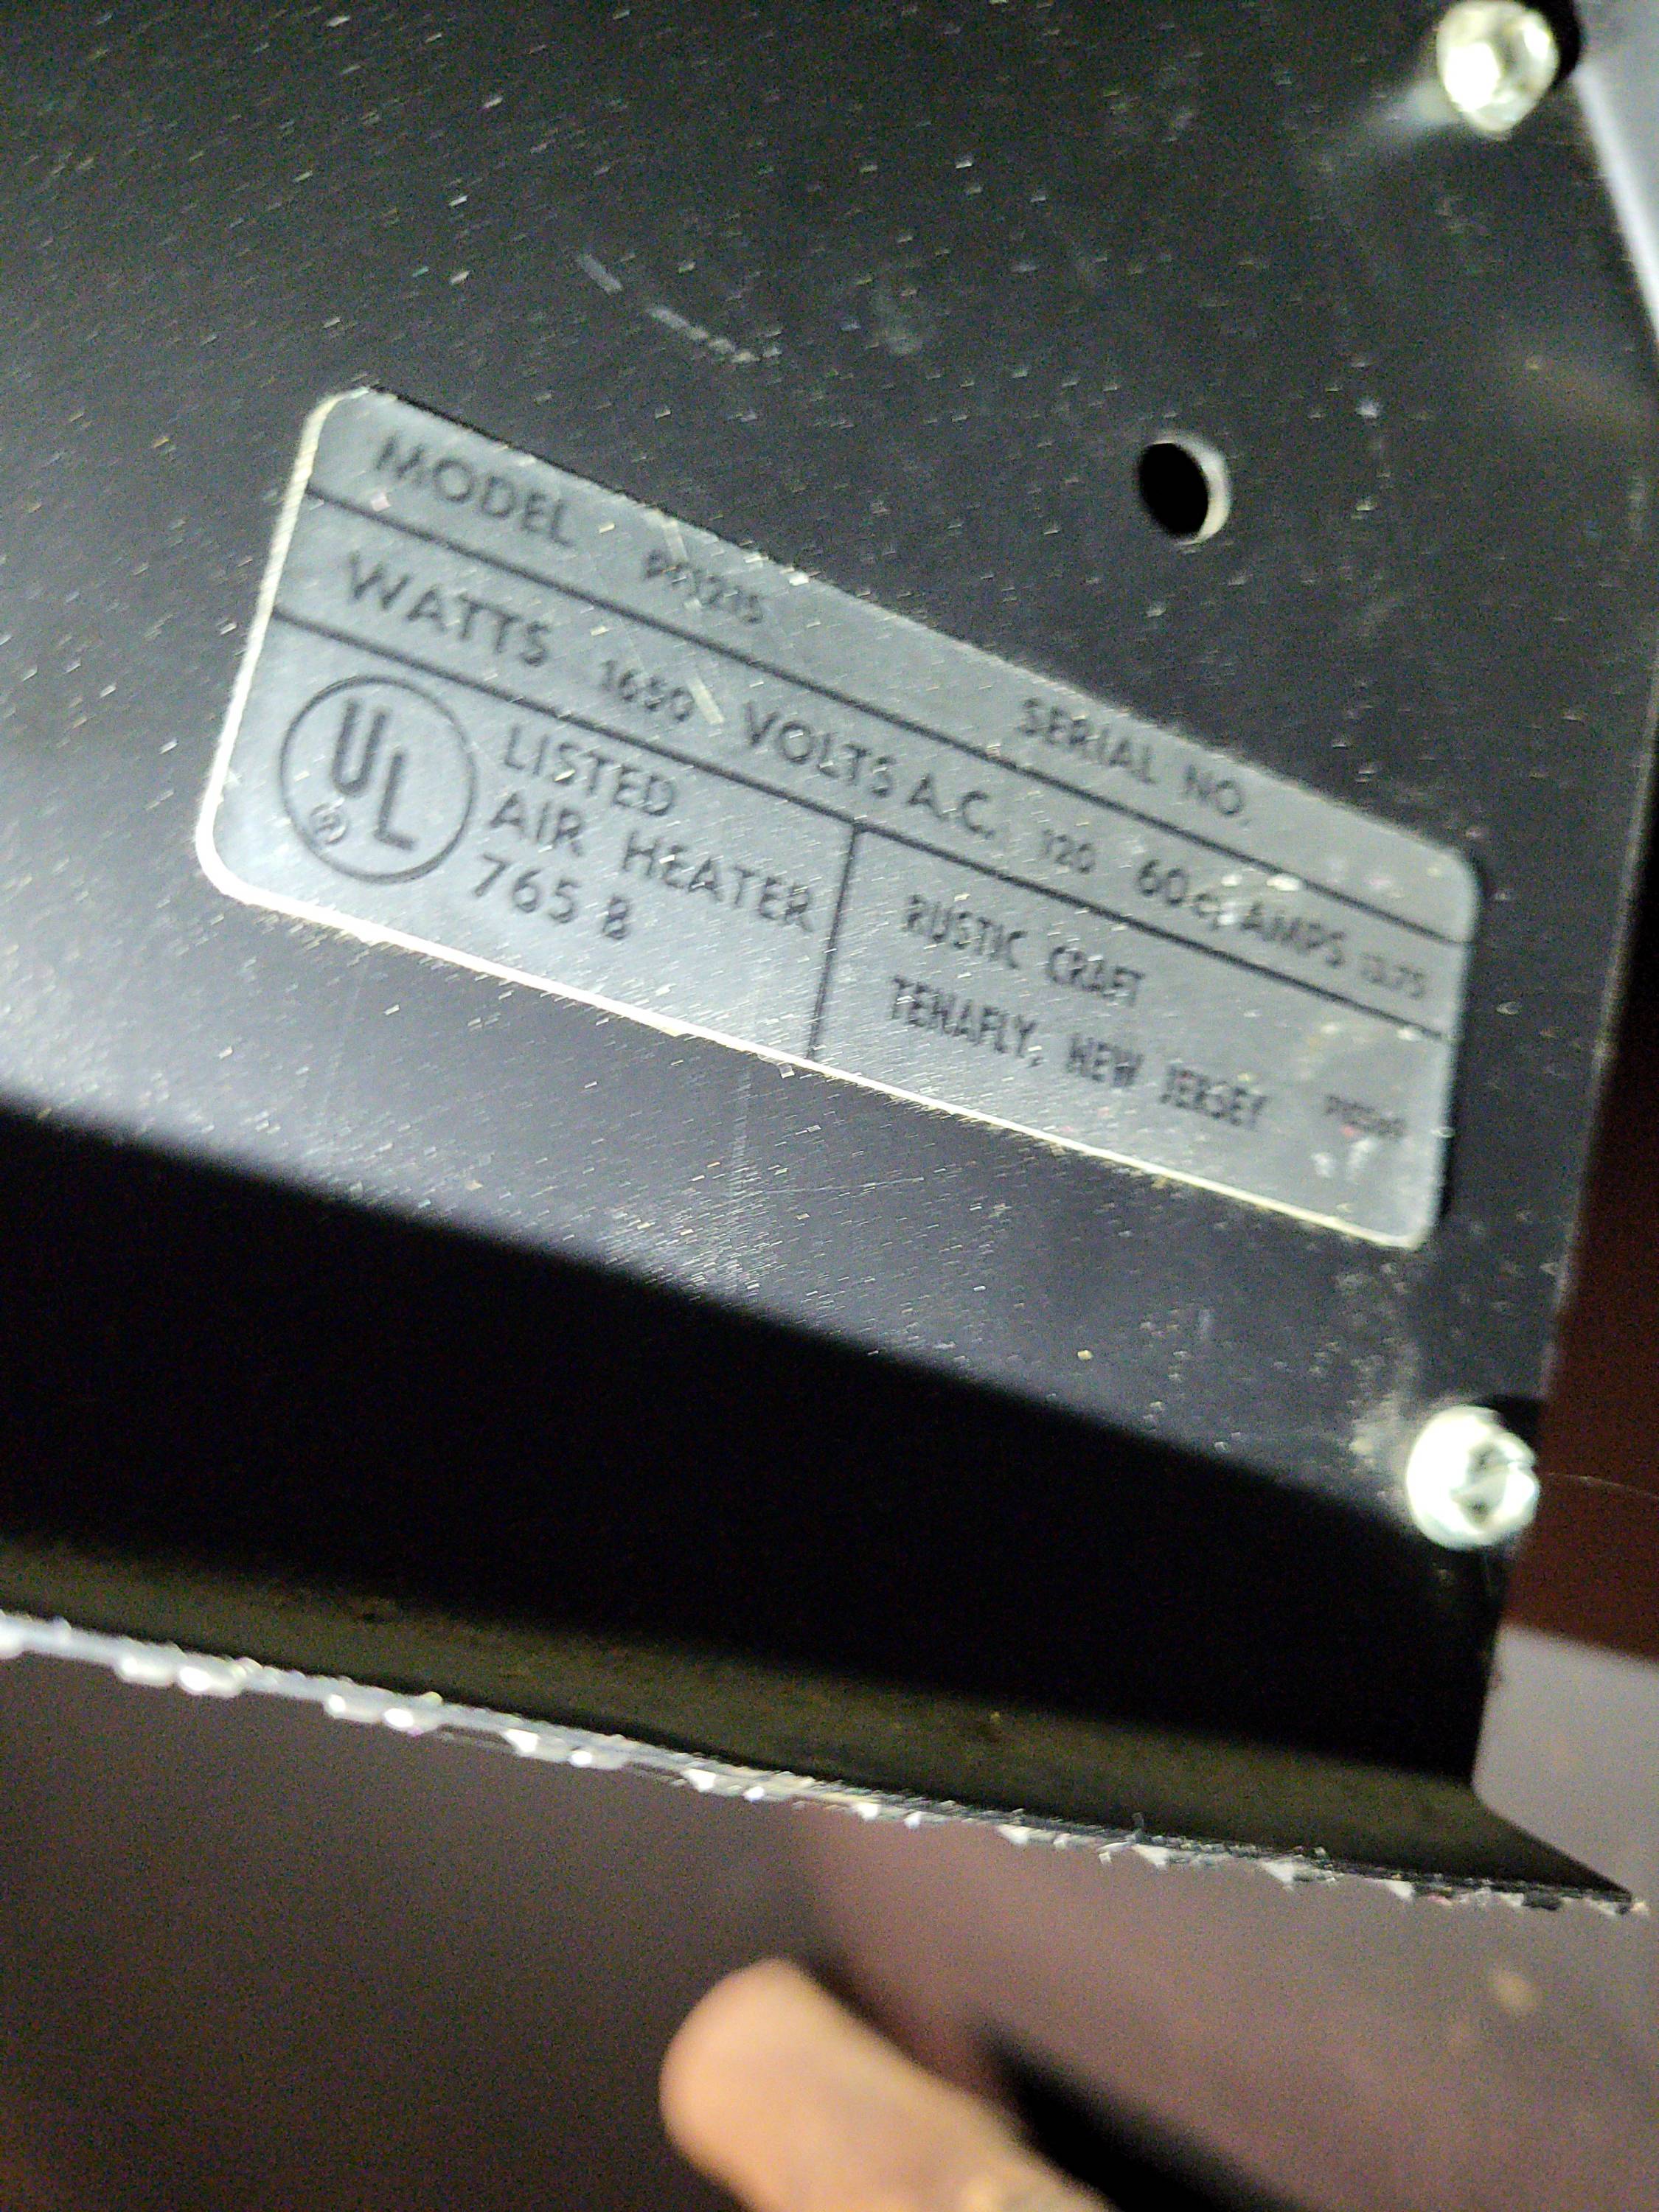 MODEL SERIAL NO.
WATTS 1650 VOLTS A.C. 120 60 cy. AMPS 13.75
UL ® LISTED
AIR HEATER
765 B
RUSTIC CRAFT
TENAFLY, NEW JERSEY